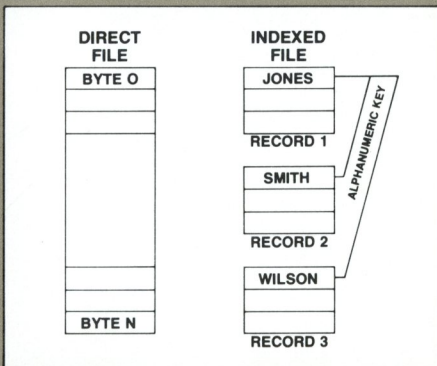 DIRECT
FILE
BYTE O
BYTE N
INDEXED
FILE
JONES
RECORD 1
SMITH
RECORD 2
WILSON
RECORD 3
ALPHANUMERIC KEY